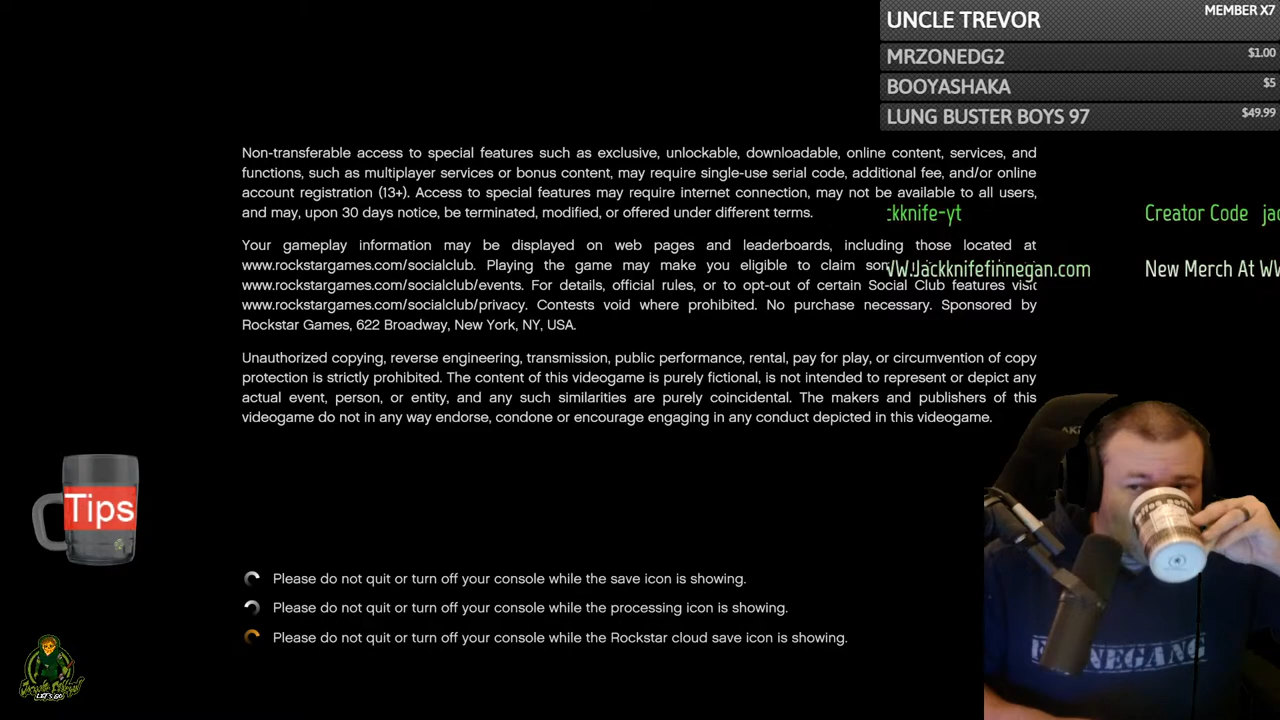 UNCLE TREVOR
MEMBER X7
MRZONEDG2
$1.00
BOOYASHAKA
$5
LUNG BUSTER BOYS 97
$49.99
Non-transferable access to special features such as exclusive, unlockable, downloadable, online content, services, and
functions, such as multiplayer services or bonus content, may require single-use serial code, additional fee, and/or online
account registration (13+). Access to special features may require internet connection, may not be available to all users,
and may, upon 30 days notice, be terminated, modified, or offered under different terms.
kknife-yt
Creator Code jac
Your gameplay information may be displayed on web pages and leaderboards, including those located at
www.rockstargames.com/socialclub. Playing the game may make you eligible to claim
W.Jackknifefinnegan.com
New Merch At WW
www.rockstargames.com/socialclub/events. For details, official rules, or to opt-out of certain Social Club features visit
www.rockstargames.com/socialclub/privacy. Contests void where prohibited. No purchase necessary. Sponsored by
Rockstar Games, 622 Broadway, New York, NY, USA.
Unauthorized copying, reverse engineering, transmission, public performance, rental, pay for play, or circumvention of copy
protection is strictly prohibited. The content of this videogame is purely fictional, is not intended to represent or depict any
actual event, person, or entity, and any such similarities are purely coincidental. The makers and publishers of this
videogame do not in any way endorse, condone or encourage engaging in any conduct depicted in this videogame.
Tips
Please do not quit or turn off your console while the save icon is showing.
Please do not quit or turn off your console while the processing icon is showing.
Please do not quit or turn off your console while the Rockstar cloud save icon is showing.
LET'S GO